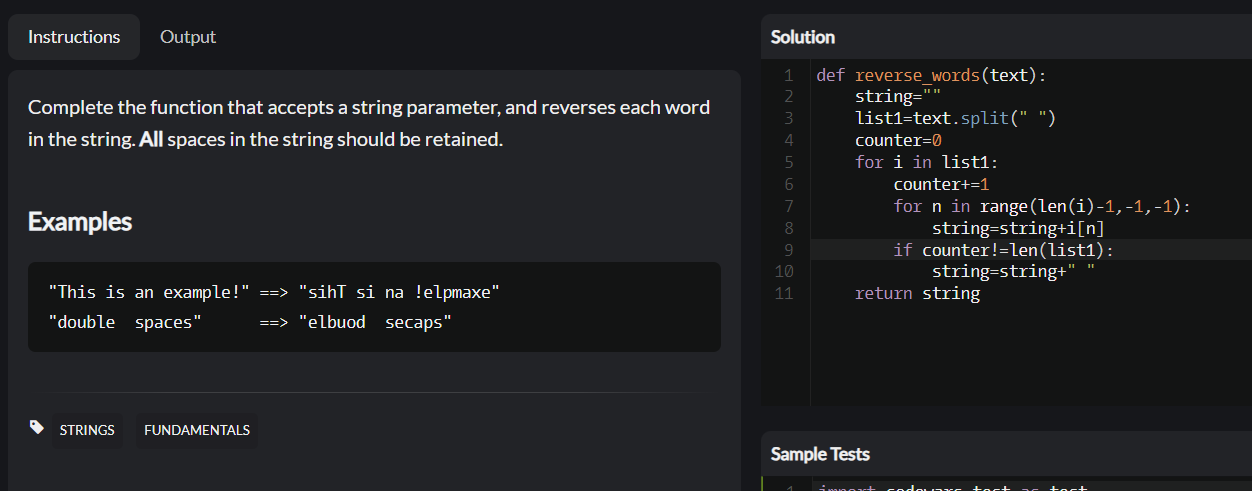 Instructions
Output
Complete the function that accepts a string parameter, and reverses each word
in the string. All spaces in the string should be retained.
Examples
"This is an example!" ==> "sihT si na !elpmaxe"
"double  spaces"      ==> "elbuod  secaps"
STRINGS
FUNDAMENTALS
Solution
1 def reverse_words(text):
2     string=""
3     list1=text.split(" ")
4     counter=0
5     for i in list1:
6         counter+=1
7         for n in range(len(i)-1,-1,-1):
8             string=string+i[n]
9         if counter!=len(list1):
10             string=string+" "
11     return string
Sample Tests
1 import codewars_test as test